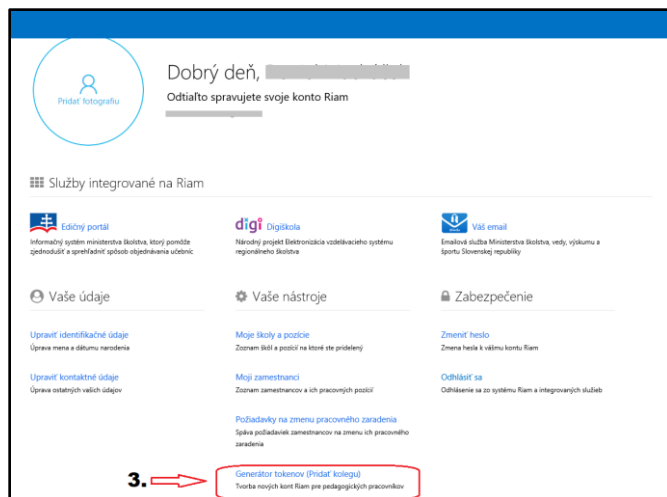 Pridať fotografiu
Dobrý deň,
Odtiaľto spravujete svoje konto Riam
Služby integrované na Riam
Edičný portál
Informačný systém ministerstva školstva, ktorý pomôže
zjednodušiť a sprehľadniť spôsob objednávania učebníc
digi Digiškola
Národný projekt Elektronizácia vzdelávacieho systému
regionálneho školstva
Váš email
Emailová služba Ministerstva školstva, vedy, výskumu a
športu Slovenskej republiky
Vaše údaje
Upraviť identifikačné údaje
Úprava mena a dátumu narodenia
Upraviť kontaktné údaje
Úprava ostatných vašich údajov
Vaše nástroje
Moje školy a pozície
Zoznam škôl a pozícií na ktoré ste pridelený
Moji zamestnanci
Zoznam zamestnancov a ich pracovných pozícií
Požiadavky na zmenu pracovného zaradenia
Spáva požiadaviek zamestnancov na zmenu ich pracovného
zaradenia
3.
Generátor tokenov (Pridať kolegu)
Tvorba nových kont Riam pre pedagogických pracovníkov
Zabezpečenie
Zmeniť heslo
Zmena hesla k vášmu kontu Riam
Odhlásiť sa
Odhlásenie sa zo systému Riam a integrovaných služieb